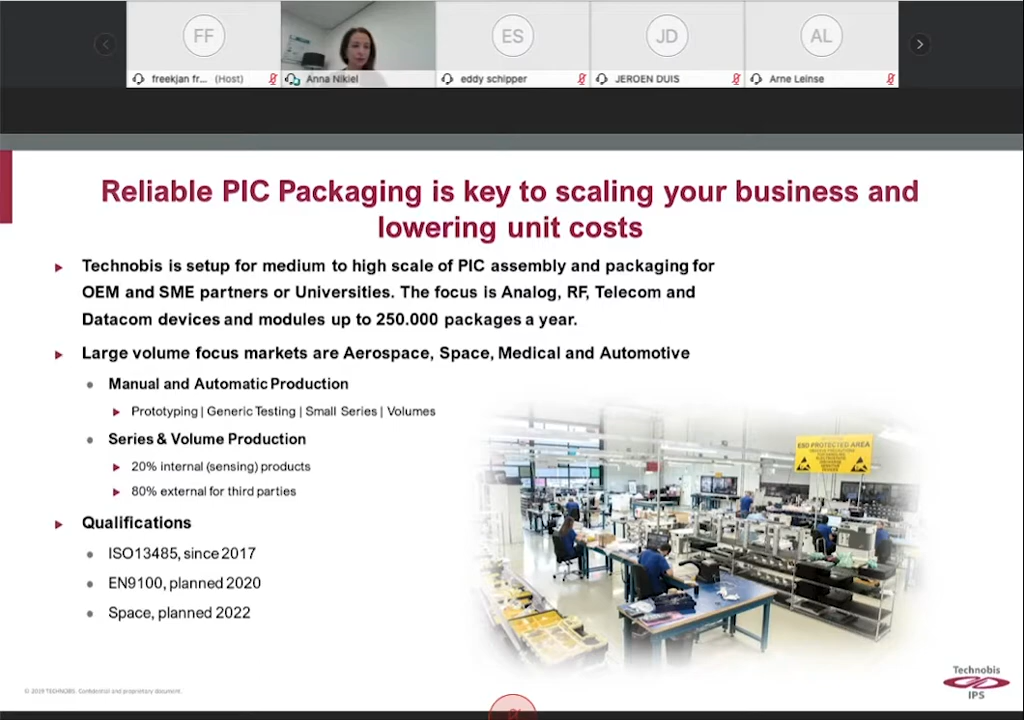 FF
ES
JD
AL
freekjan fr... (Host)
Anna Nikiel
eddy schipper
JEROEN DUIS
Arne Leinse
Reliable PIC Packaging is key to scaling your business and
lowering unit costs
Technobis is setup for medium to high scale of PIC assembly and packaging for
OEM and SME partners or Universities. The focus is Analog, RF, Telecom and
Datacom devices and modules up to 250.000 packages a year.
Large volume focus markets are Aerospace, Space, Medical and Automotive
Manual and Automatic Production
Prototyping | Generic Testing | Small Series | Volumes
Series & Volume Production
20% internal (sensing) products
80% external for third parties
Qualifications
ISO13485, since 2017
EN9100, planned 2020
Space, planned 2022
ESD PROTECTED AREA
© 2019 TECHNOBIS. Confidential and proprietary document.
Technobis
IPS